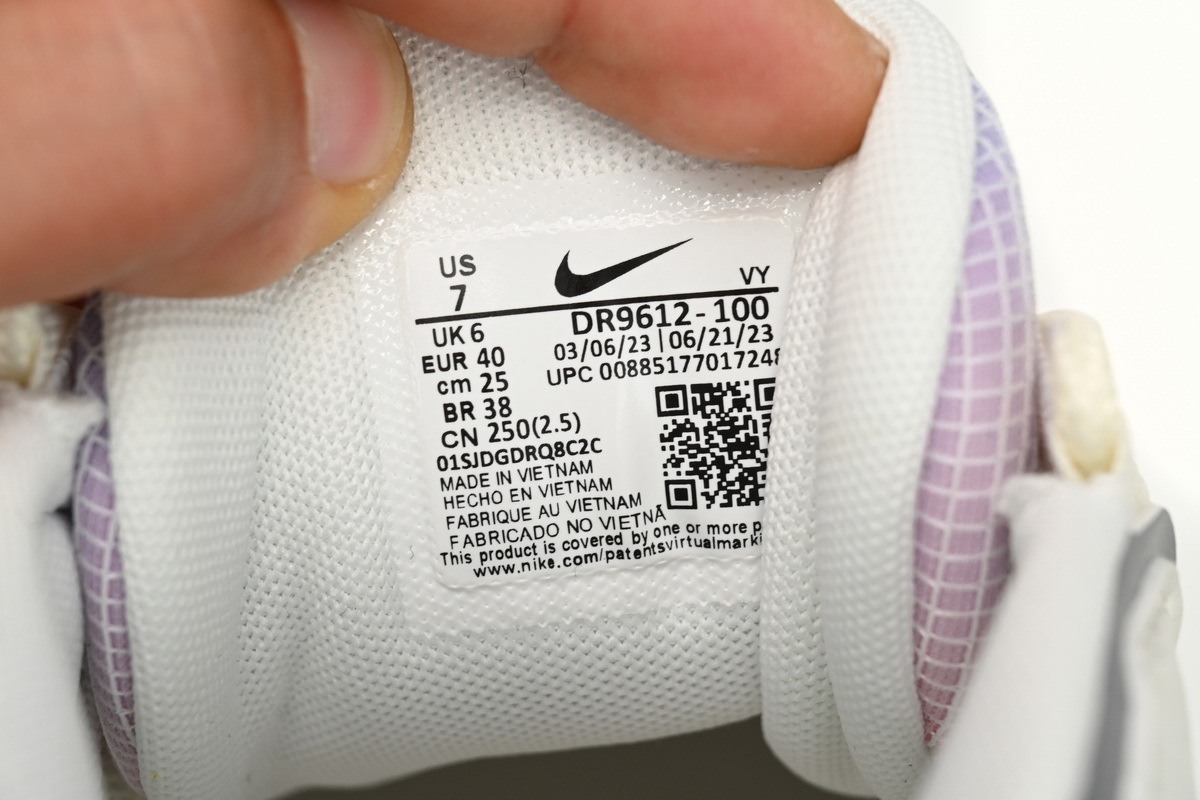 US
7
VY
UK 6
EUR 40
cm 25
BR 38
CN 250(2.5)
01SJDGDRQ8C2C
DR9612-100
03/06/23 | 06/21/23
UPC 0088517701724
MADE IN VIETNAM
HECHO EN VIETNAM
FABRIQUE AU VIETNAM
FABRICADO NO VIETNÃ
This product is covered by one or more p
www.nike.com/patentsvirtualmarki